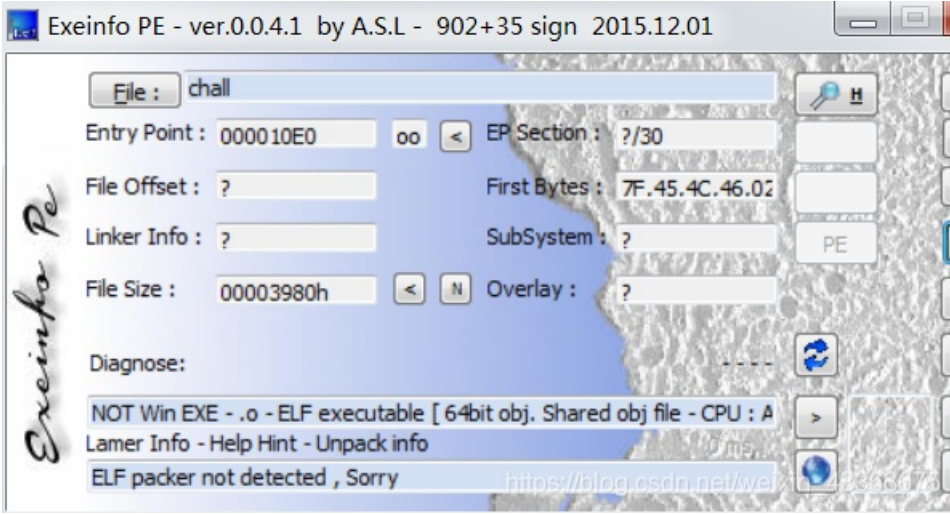 Exeinfo PE - ver.0.0.4.1 by A.S.L - 902+35 sign 2015.12.01
Exeinfo Pe
File : chall H
Entry Point : 000010E0 oo < EP Section : ?/30
File Offset : ? First Bytes : 7F.45.4C.46.02
Linker Info : ? SubSystem : ? PE
File Size : 00003980h < N Overlay : ?
Diagnose: ----
NOT Win EXE - .o - ELF executable [ 64bit obj. Shared obj file - CPU : A >
Lamer Info - Help Hint - Unpack info 0 ms.
ELF packer not detected , Sorry